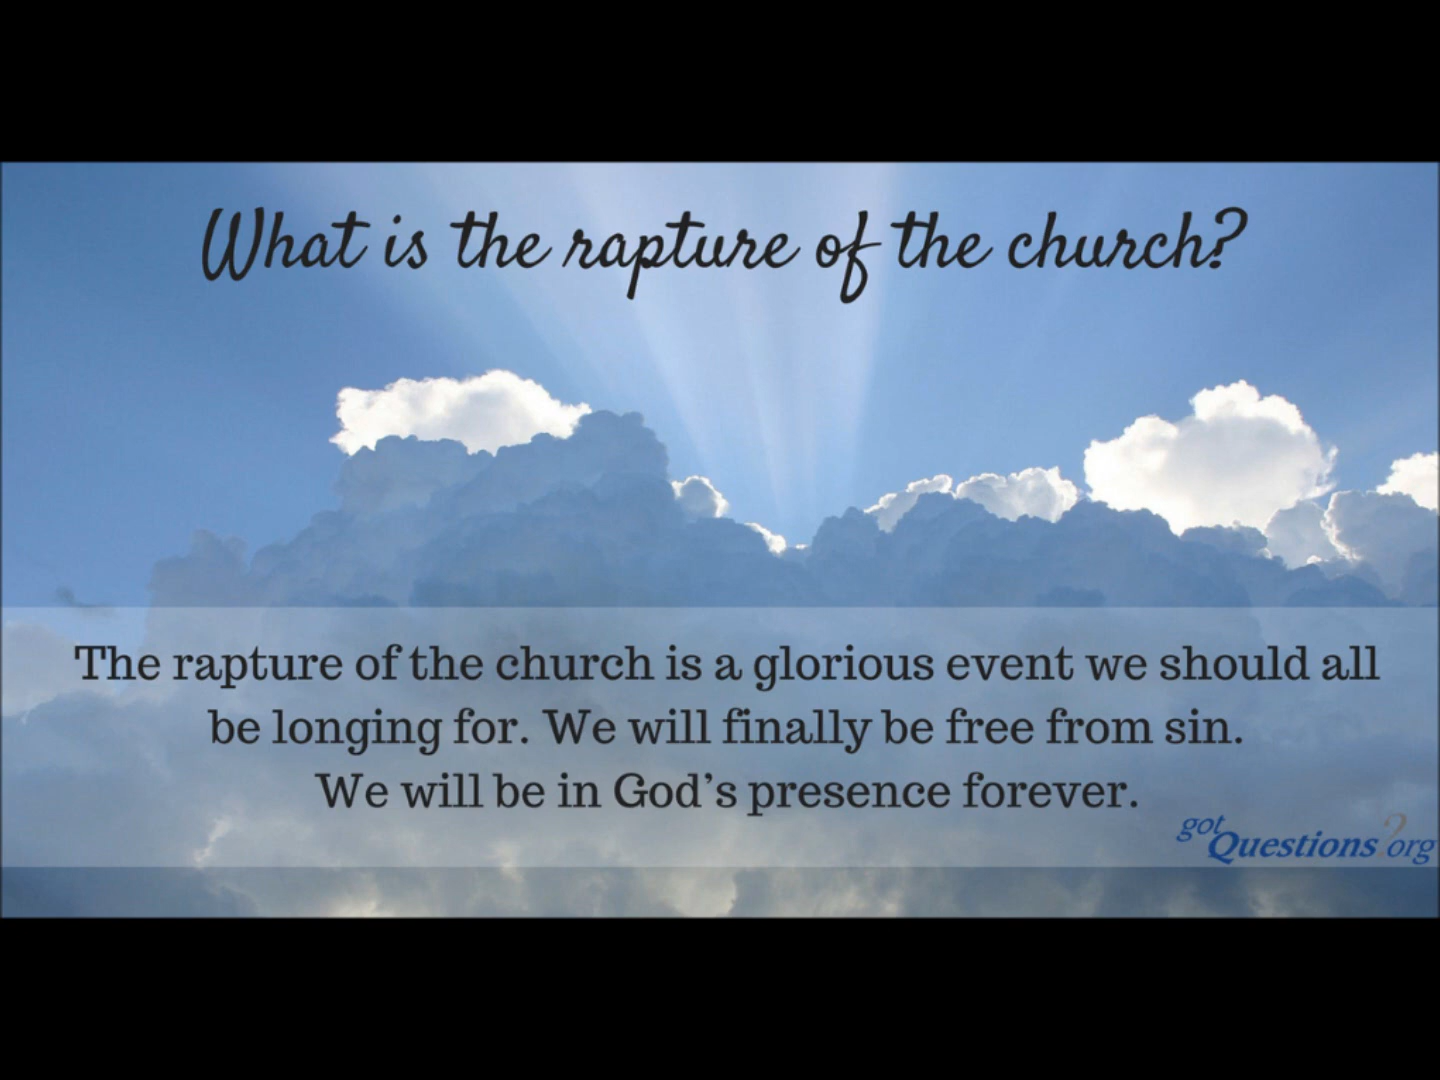 What is the rapture of the church?
The rapture of the church is a glorious event we should all
be longing for. We will finally be free from sin.
We will be in God's presence forever.
gotQuestions?org